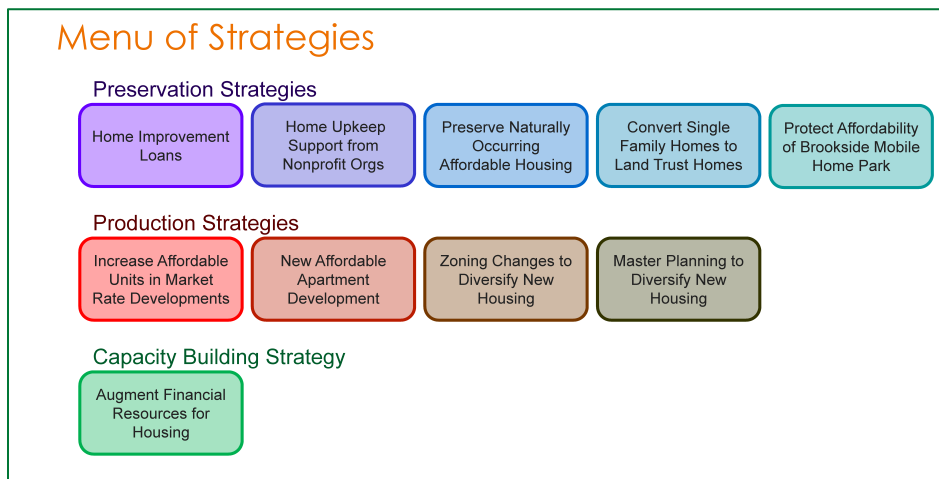 Menu of Strategies
Preservation Strategies
Home Improvement
Loans
Home Upkeep
Support from
Nonprofit Orgs
Preserve Naturally
Occurring
Affordable Housing
Convert Single
Family Homes to
Land Trust Homes
Protect Affordability
of Brookside Mobile
Home Park
Production Strategies
Increase Affordable
Units in Market
Rate Developments
New Affordable
Apartment
Development
Zoning Changes to
Diversify New
Housing
Master Planning to
Diversify New
Housing
Capacity Building Strategy
Augment Financial
Resources for
Housing